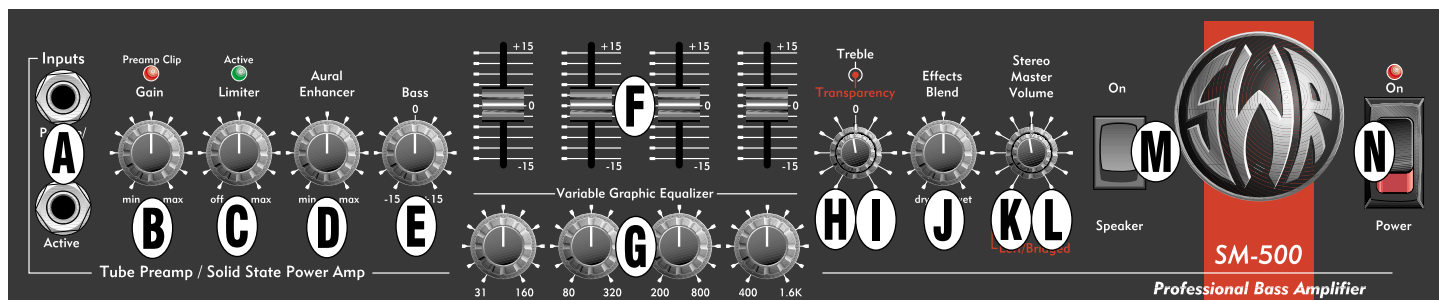 Inputs
A
Active
Preamp Clip
Gain
min max
B
Active
Limiter
off max
C
Aural
Enhancer
min max
D
Bass
0
-15 +15
E
Tube Preamp / Solid State Power Amp
+15
0
-15
+15
-15
F
+15
0
-15
+15
0
-15
Variable Graphic Equalizer
31 160
80 320
G
200 800
400 1.6K
Treble
Transparency
0
H
I
Effects
Blend
J
Stereo
Master
Volume
K
L
Left/Bridged
On
M
Speaker
SWR
SM-500
Professional Bass Amplifier
On
N
Power